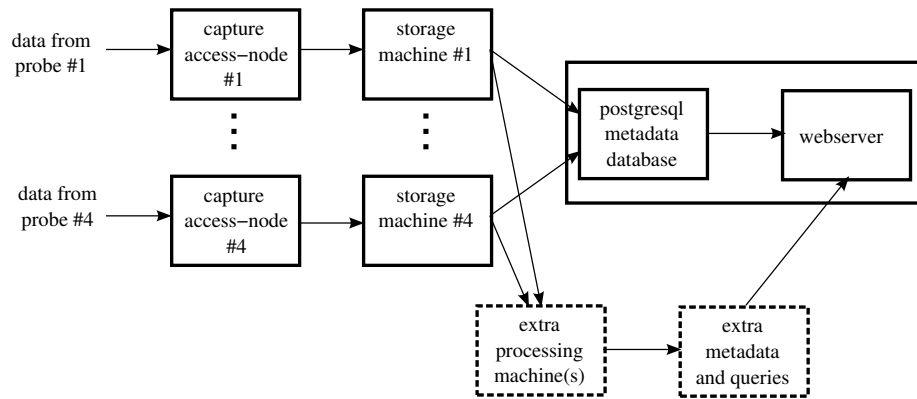 data from
probe #1
capture
access−node
#1
storage
machine #1
postgresql
metadata
database
webserver
data from
probe #4
capture
access−node
#4
storage
machine #4
extra
processing
machine(s)
extra
metadata
and queries